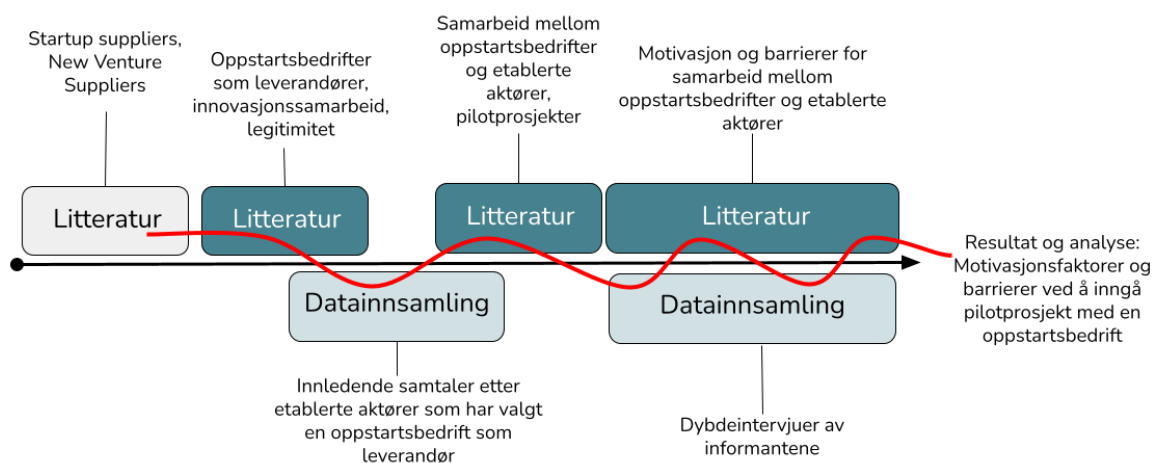 Startup suppliers,
New Venture
Suppliers
Oppstartsbedrifter
som leverandører,
innovasjonssamarbeid,
legitimitet
Samarbeid mellom
oppstartsbedrifter
og etablerte
aktører,
pilotprosjekter
Motivasjon og barrierer for
samarbeid mellom
oppstartsbedrifter og etablerte
aktører
Litteratur
Litteratur
Litteratur
Litteratur
Datainnsamling
Datainnsamling
Resultat og analyse:
Motivasjonsfaktorer og
barrierer ved å inngå
pilotprosjekt med en
oppstartsbedrift
Innledende samtaler etter
etablerte aktører som har valgt
en oppstartsbedrift som
leverandør
Dybdeintervjuer av
informantene